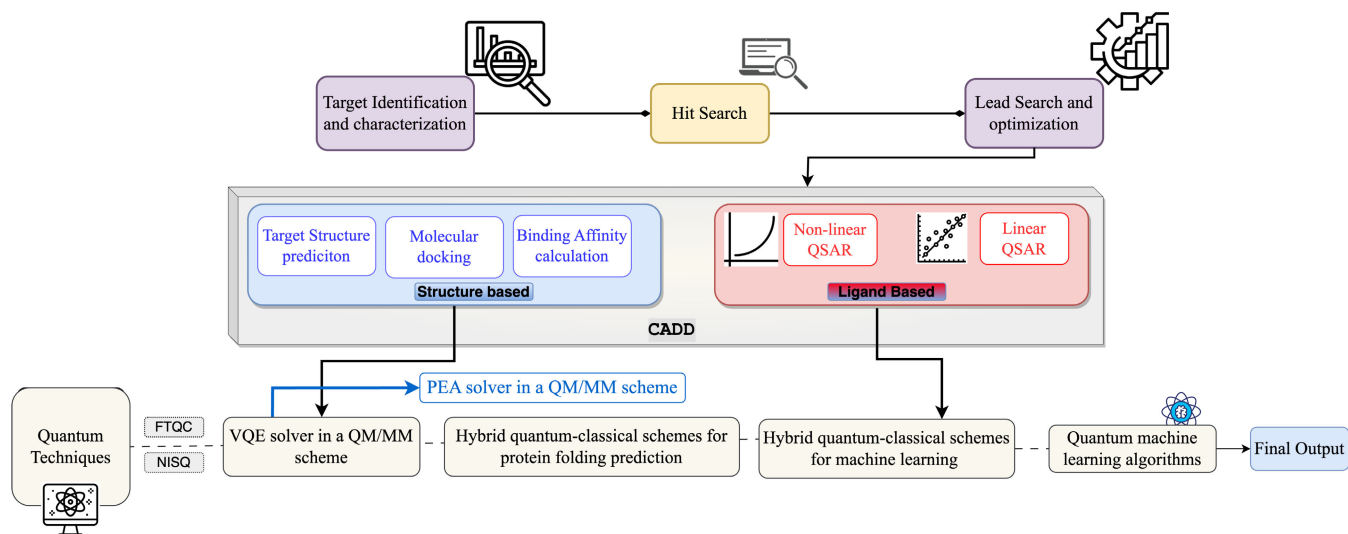 Target Identification
and characterization
Hit Search
Lead Search and
optimization
Target Structure
prediciton
Molecular
docking
Binding Affinity
calculation
Structure based
Non-linear
QSAR
Linear
QSAR
Ligand Based
CADD
PEA solver in a QM/MM scheme
Quantum
Techniques
FTQC
NISQ
VQE solver in a QM/MM
scheme
Hybrid quantum-classical schemes for
protein folding prediction
Hybrid quantum-classical schemes
for machine learning
Quantum machine
learning algorithms
Final Output